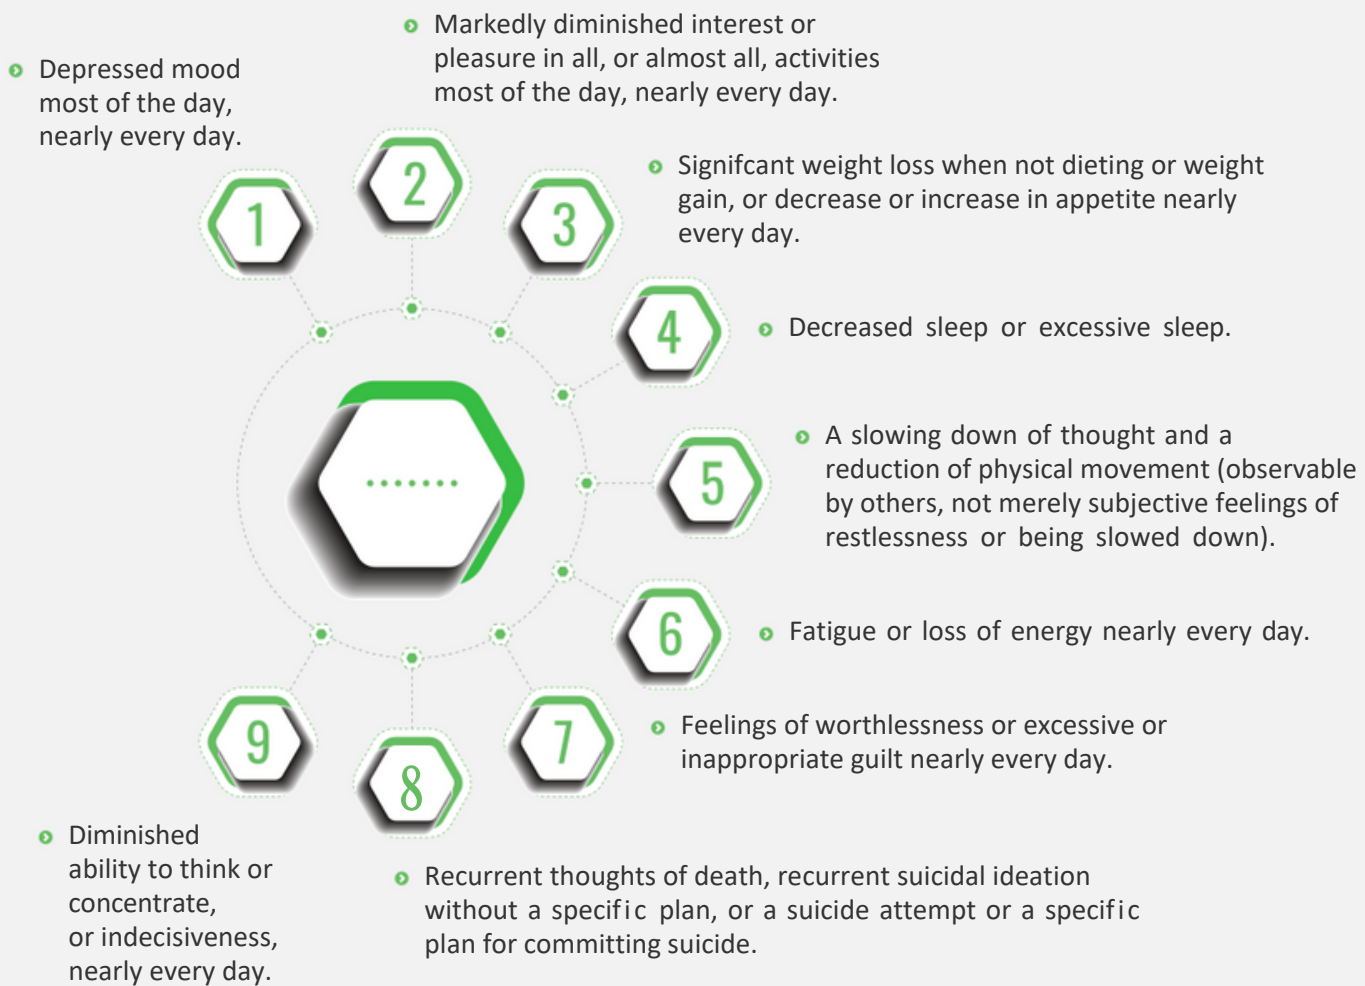 Depressed mood
most of the day,
nearly every day.
1
Markedly diminished interest or
pleasure in all, or almost all, activities
most of the day, nearly every day.
2
Signifcant weight loss when not dieting or weight
gain, or decrease or increase in appetite nearly
every day.
3
Decreased sleep or excessive sleep.
4
A slowing down of thought and a
reduction of physical movement (observable
by others, not merely subjective feelings of
restlessness or being slowed down).
5
.......
Fatigue or loss of energy nearly every day.
6
Feelings of worthlessness or excessive or
inappropriate guilt nearly every day.
7
Recurrent thoughts of death, recurrent suicidal ideation
without a specific plan, or a suicide attempt or a specific
plan for committing suicide.
8
Diminished
ability to think or
concentrate,
or indecisiveness,
nearly every day.
9